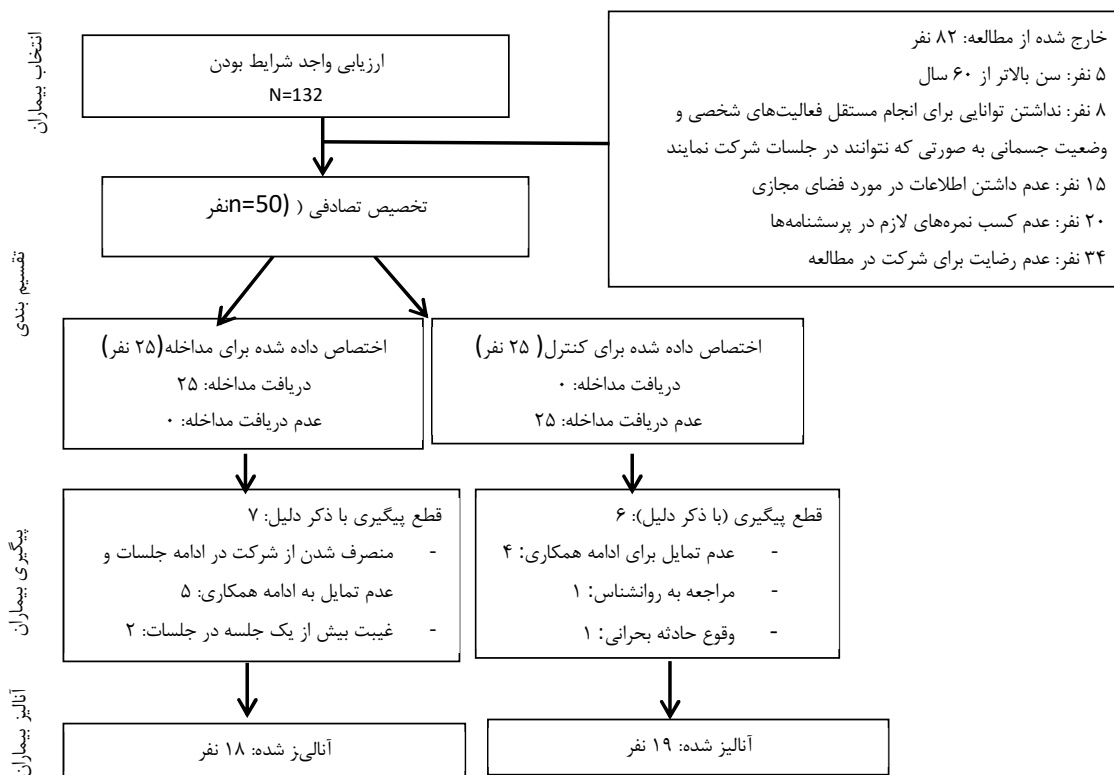 انتخاب بیماران
ارزیابی واجد شرایط بودن
N=132
خارج شده از مطالعه: ۸۲ نفر
۵ نفر: سن بالاتر از ۶۰ سال
۸ نفر: نداشتن توانایی برای انجام مستقل فعالیت‌های شخصی و
وضعیت جسمانی به صورتی که نتوانند در جلسات شرکت نمایند
۱۵ نفر: عدم داشتن اطلاعات در مورد فضای مجازی
۲۰ نفر: عدم کسب نمره‌های لازم در پرسشنامه‌ها
۳۴ نفر: عدم رضایت برای شرکت در مطالعه
تخصیص تصادفی ( (n=50نفر
تقسیم بندی
اختصاص داده شده برای کنترل( ۲۵ نفر)
دریافت مداخله: ۰
عدم دریافت مداخله: ۲۵
اختصاص داده شده برای مداخله(۲۵ نفر)
دریافت مداخله: ۲۵
عدم دریافت مداخله: ۰
پیگیری بیماران
قطع پیگیری (با ذکر دلیل): ۶
- عدم تمایل برای ادامه همکاری: ۴
- مراجعه به روانشناس: ۱
- وقوع حادثه بحرانی: ۱
قطع پیگیری با ذکر دلیل: ۷
- منصرف شدن از شرکت در ادامه جلسات و
عدم تمایل به ادامه همکاری: ۵
- غیبت بیش از یک جلسه در جلسات: ۲
آنالیز بیماران
آنالیز شده: ۱۹ نفر
آنالیز شده: ۱۸ نفر